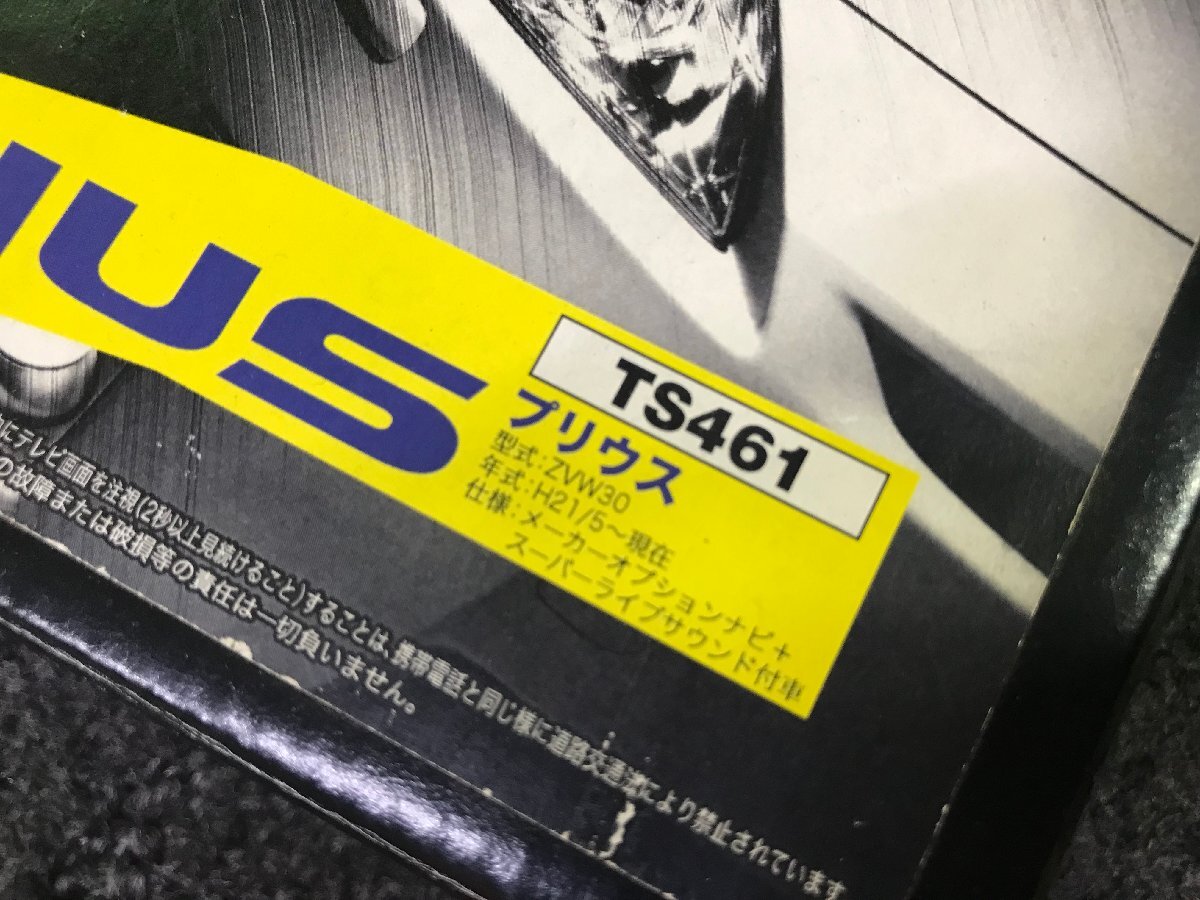 IUS
TS461
プリウス
型式：ZVW30
年式：H21/5～現在
仕様：メーカーオプションナビ＋
スーパーライブサウンド付車
にテレビ画面を注視(2秒以上見続けること)することは、携帯電話と同じ様に道路交通法により禁止されています
の故障または破損等の責任は一切負いません。